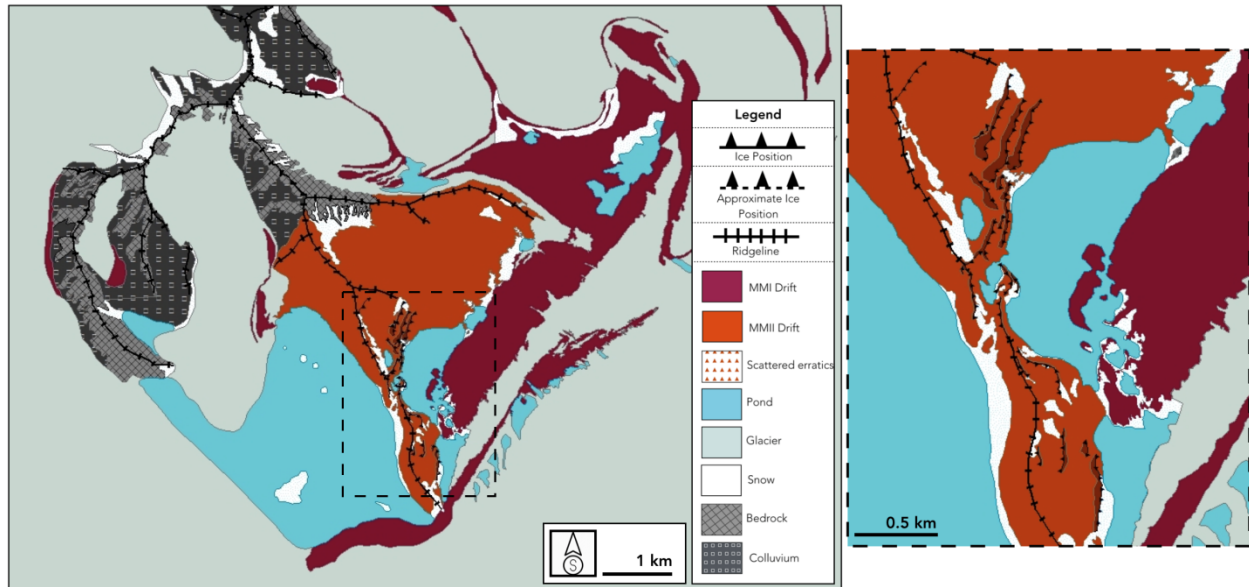 Legend
Ice Position
Approximate Ice
Position
Ridgeline
MMI Drift
MMII Drift
Scattered erratics
Pond
Glacier
Snow
Bedrock
Colluvium
S
1 km
0.5 km